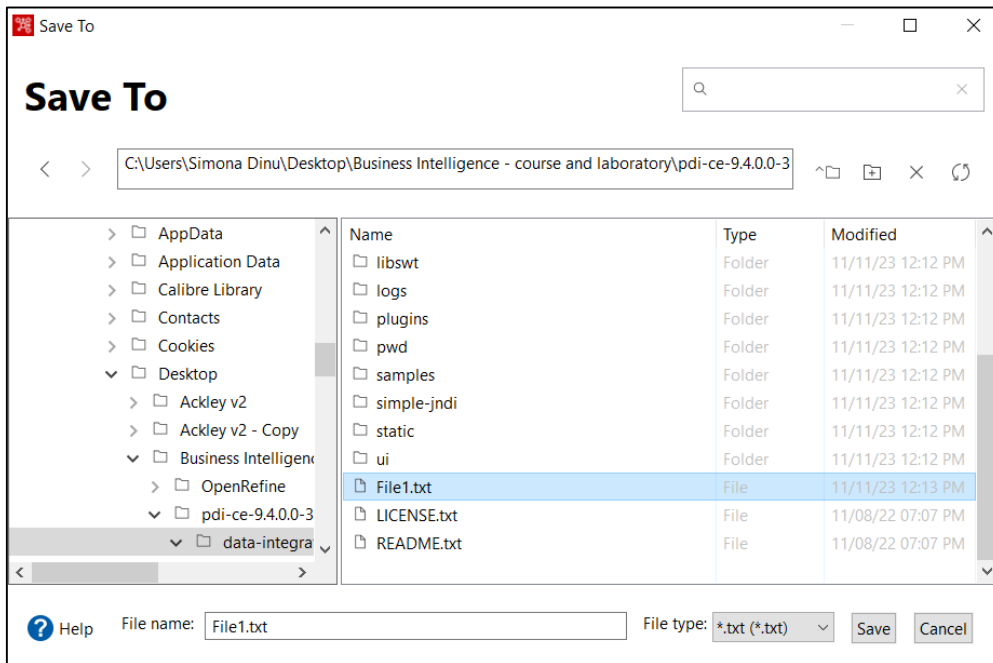 Save To
Save To
C:\Users\Simona Dinu\Desktop\Business Intelligence - course and laboratory\pdi-ce-9.4.0.0-3
AppData
Application Data
Calibre Library
Contacts
Cookies
Desktop
Ackley v2
Ackley v2 - Copy
Business Intelligen
OpenRefine
pdi-ce-9.4.0.0-3
data-integra
Name Type Modified
libswt Folder 11/11/23 12:12 PM
logs Folder 11/11/23 12:12 PM
plugins Folder 11/11/23 12:12 PM
pwd Folder 11/11/23 12:12 PM
samples Folder 11/11/23 12:12 PM
simple-jndi Folder 11/11/23 12:12 PM
static Folder 11/11/23 12:12 PM
ui Folder 11/11/23 12:12 PM
File1.txt File 11/11/23 12:13 PM
LICENSE.txt File 11/08/22 07:07 PM
README.txt File 11/08/22 07:07 PM
Help File name: File1.txt File type: *.txt (*.txt) Save Cancel